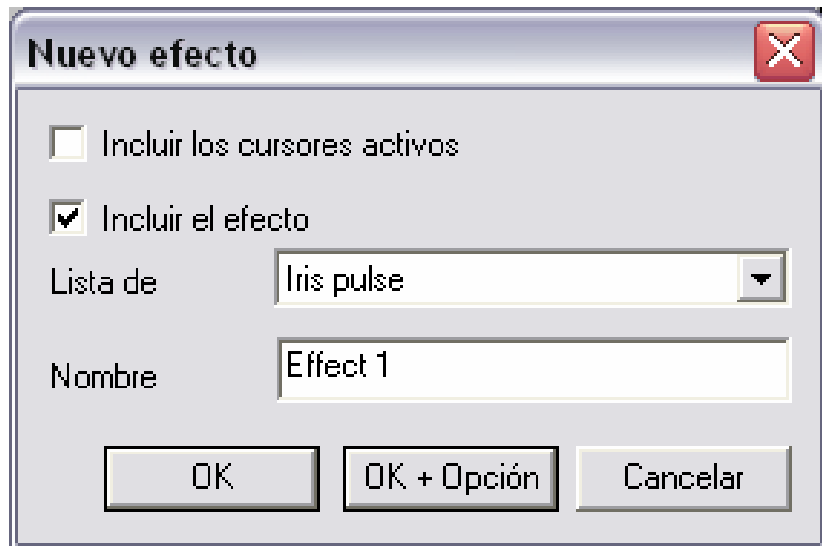 Nuevo efecto
Incluir los cursores activos
Incluir el efecto
Lista de Iris pulse
Nombre Effect 1
OK OK + Opción Cancelar